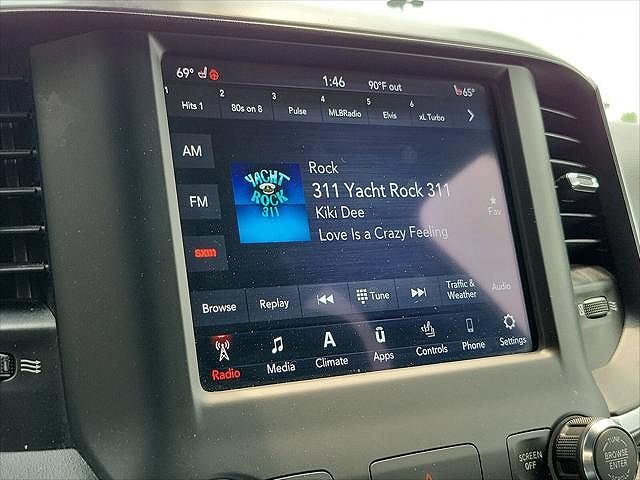 69° 1:46 90°F out 65°
1 2 3 4 5 6
Hits 1 80s on 8 Pulse MLBRadio Elvis xL Turbo
AM
FM
sxm
YACHT
ROCK
311
Rock
311 Yacht Rock 311
Kiki Dee
Love Is a Crazy Feeling
Fav
Browse Replay Tune Traffic & Weather Audio
Radio Media Climate Apps Controls Phone Settings
SCREEN
OFF
TUNE
BROWSE
ENTER
SCROLL